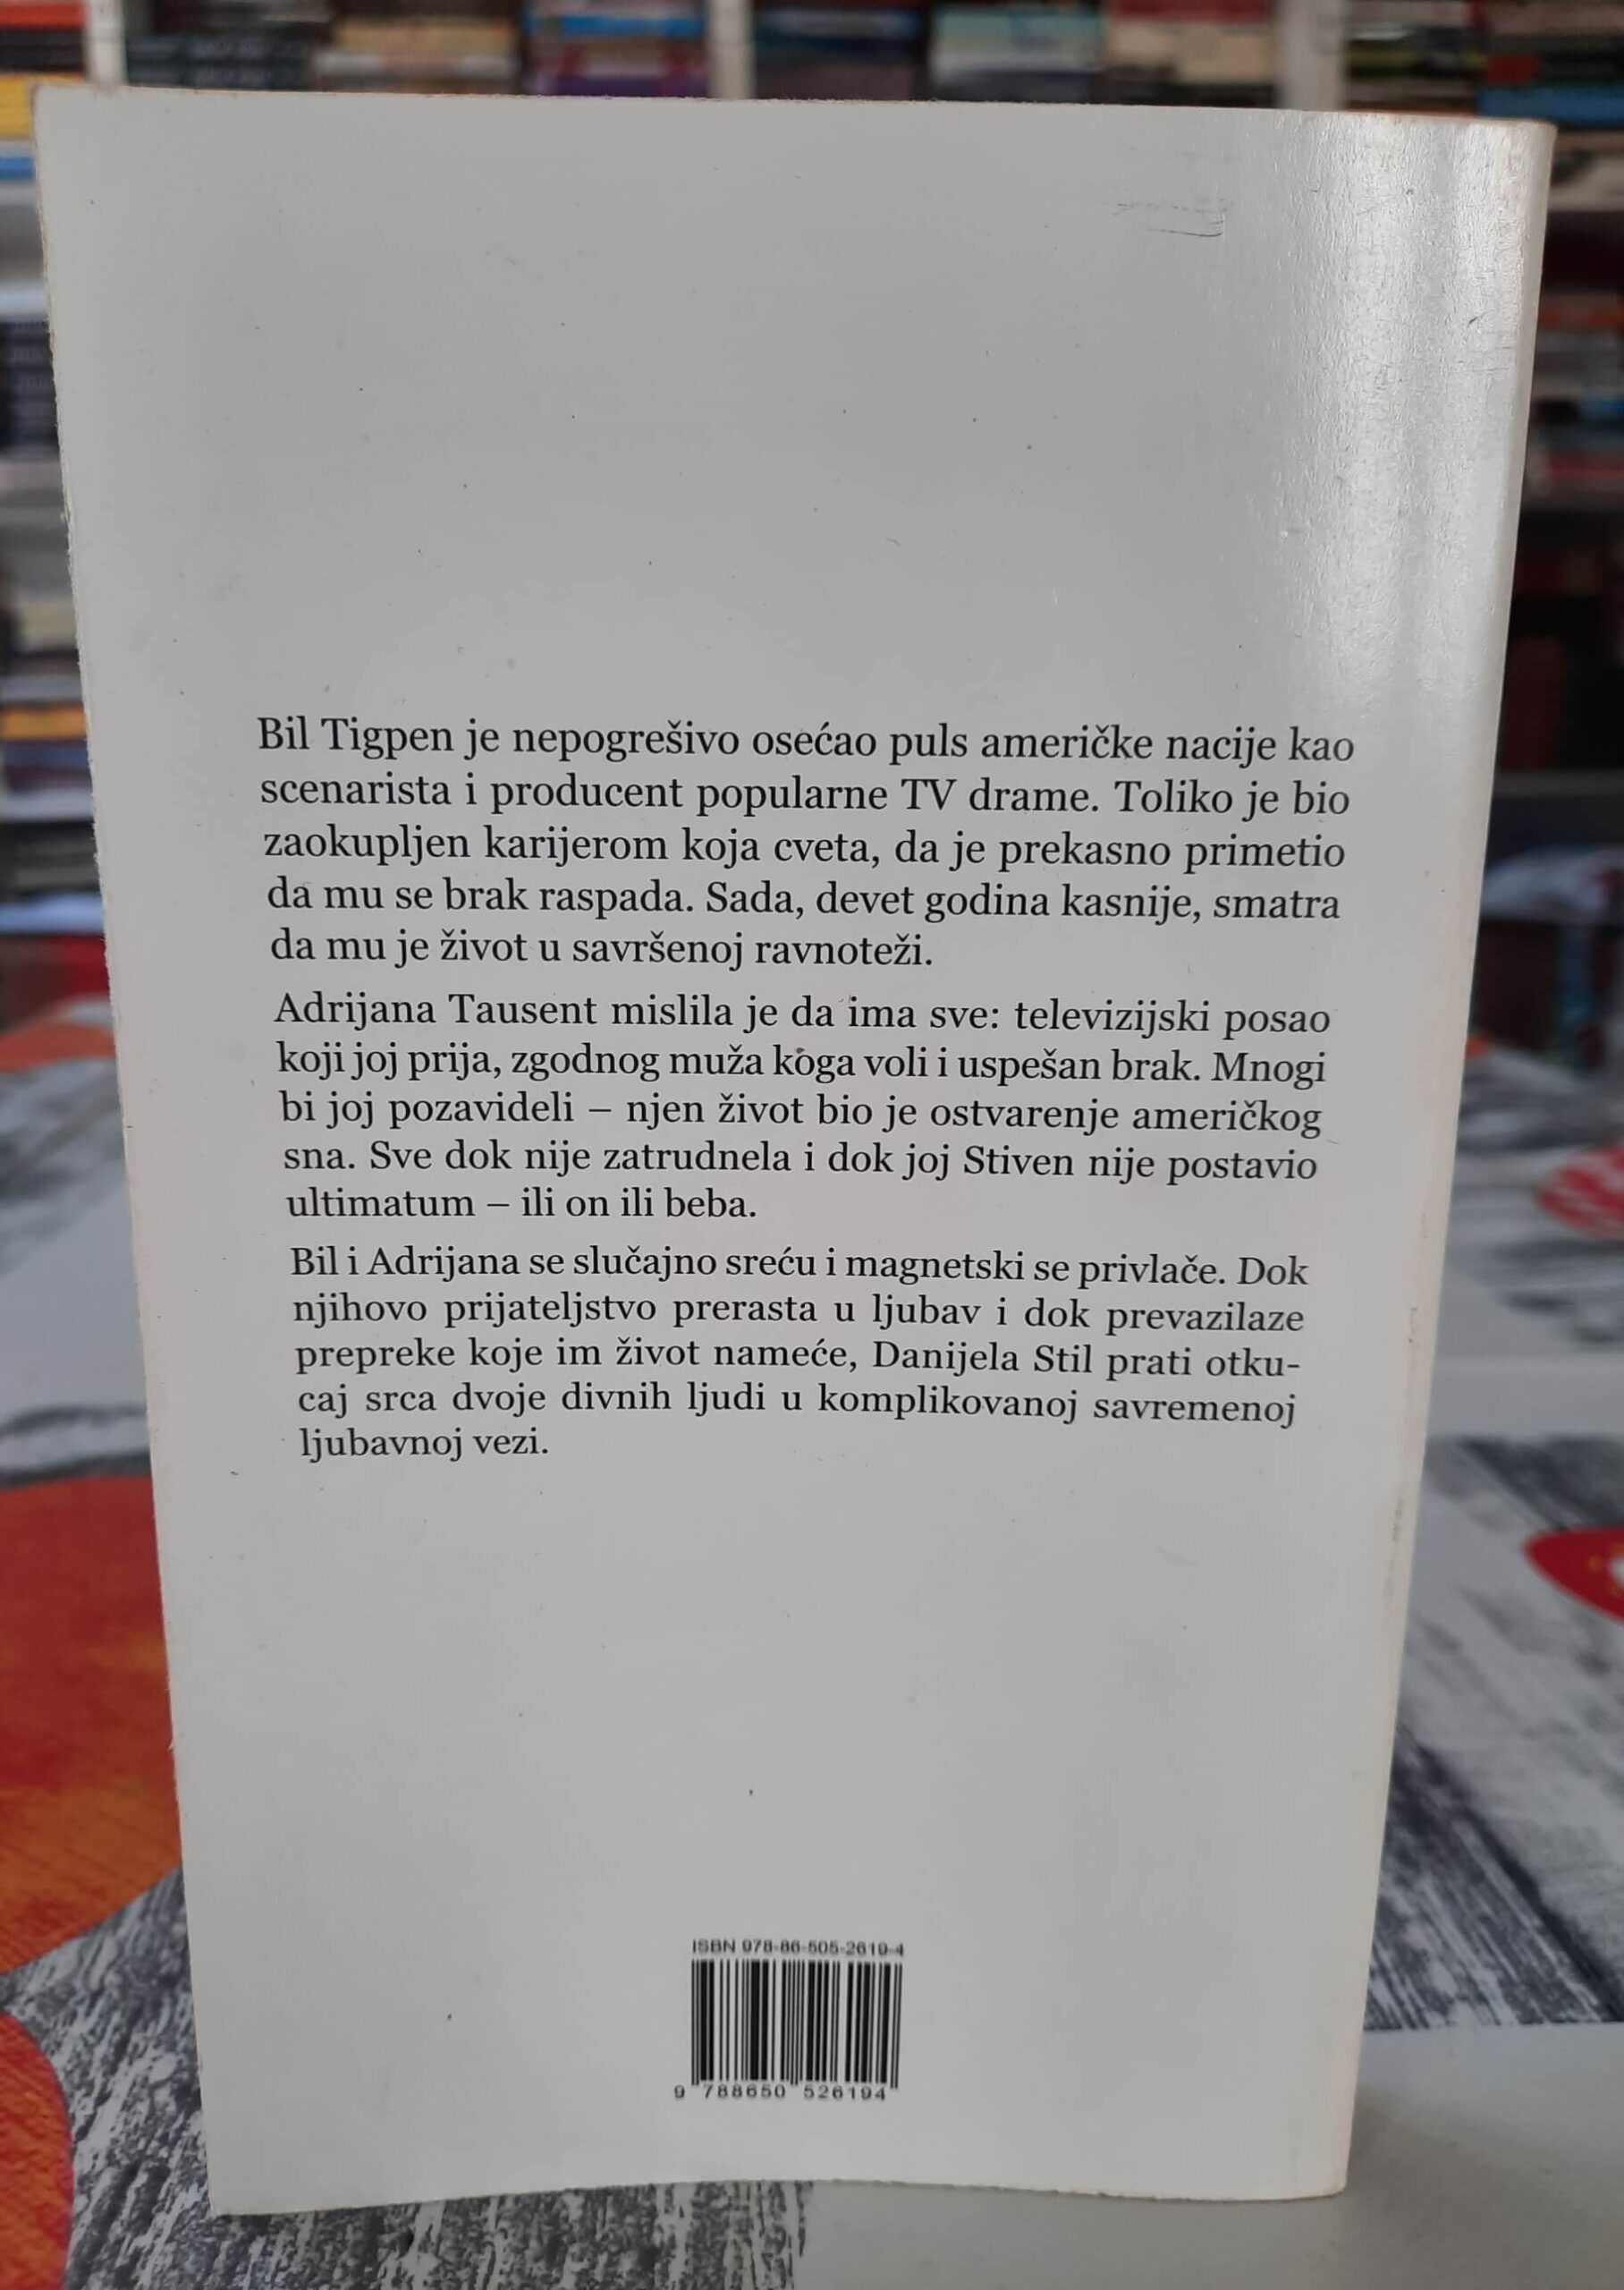 Bil Tigpen je nepogrešivo osećao puls američke nacije kao
scenarista i producent popularne TV drame. Toliko je bio
zaokupljen karijerom koja cveta, da je prekasno primetio
da mu se brak raspada. Sada, devet godina kasnije, smatra
da mu je život u savršenoj ravnoteži.
Adrijana Tausent mislila je da ima sve: televizijski posao
koji joj prija, zgodnog muža koga voli i uspešan brak. Mnogi
bi joj pozavideli – njen život bio je ostvarenje američkog
sna. Sve dok nije zatrudnela i dok joj Stiven nije postavio
ultimatum – ili on ili beba.
Bil i Adrijana se slučajno sreću i magnetski se privlače. Dok
njihovo prijateljstvo prerasta u ljubav i dok prevazilaze
prepreke koje im život nameće, Danijela Stil prati otku-
caj srca dvoje divnih ljudi u komplikovanoj savremenoj
ljubavnoj vezi.
ISBN 978-86-505-2619-4
9 788650 526194